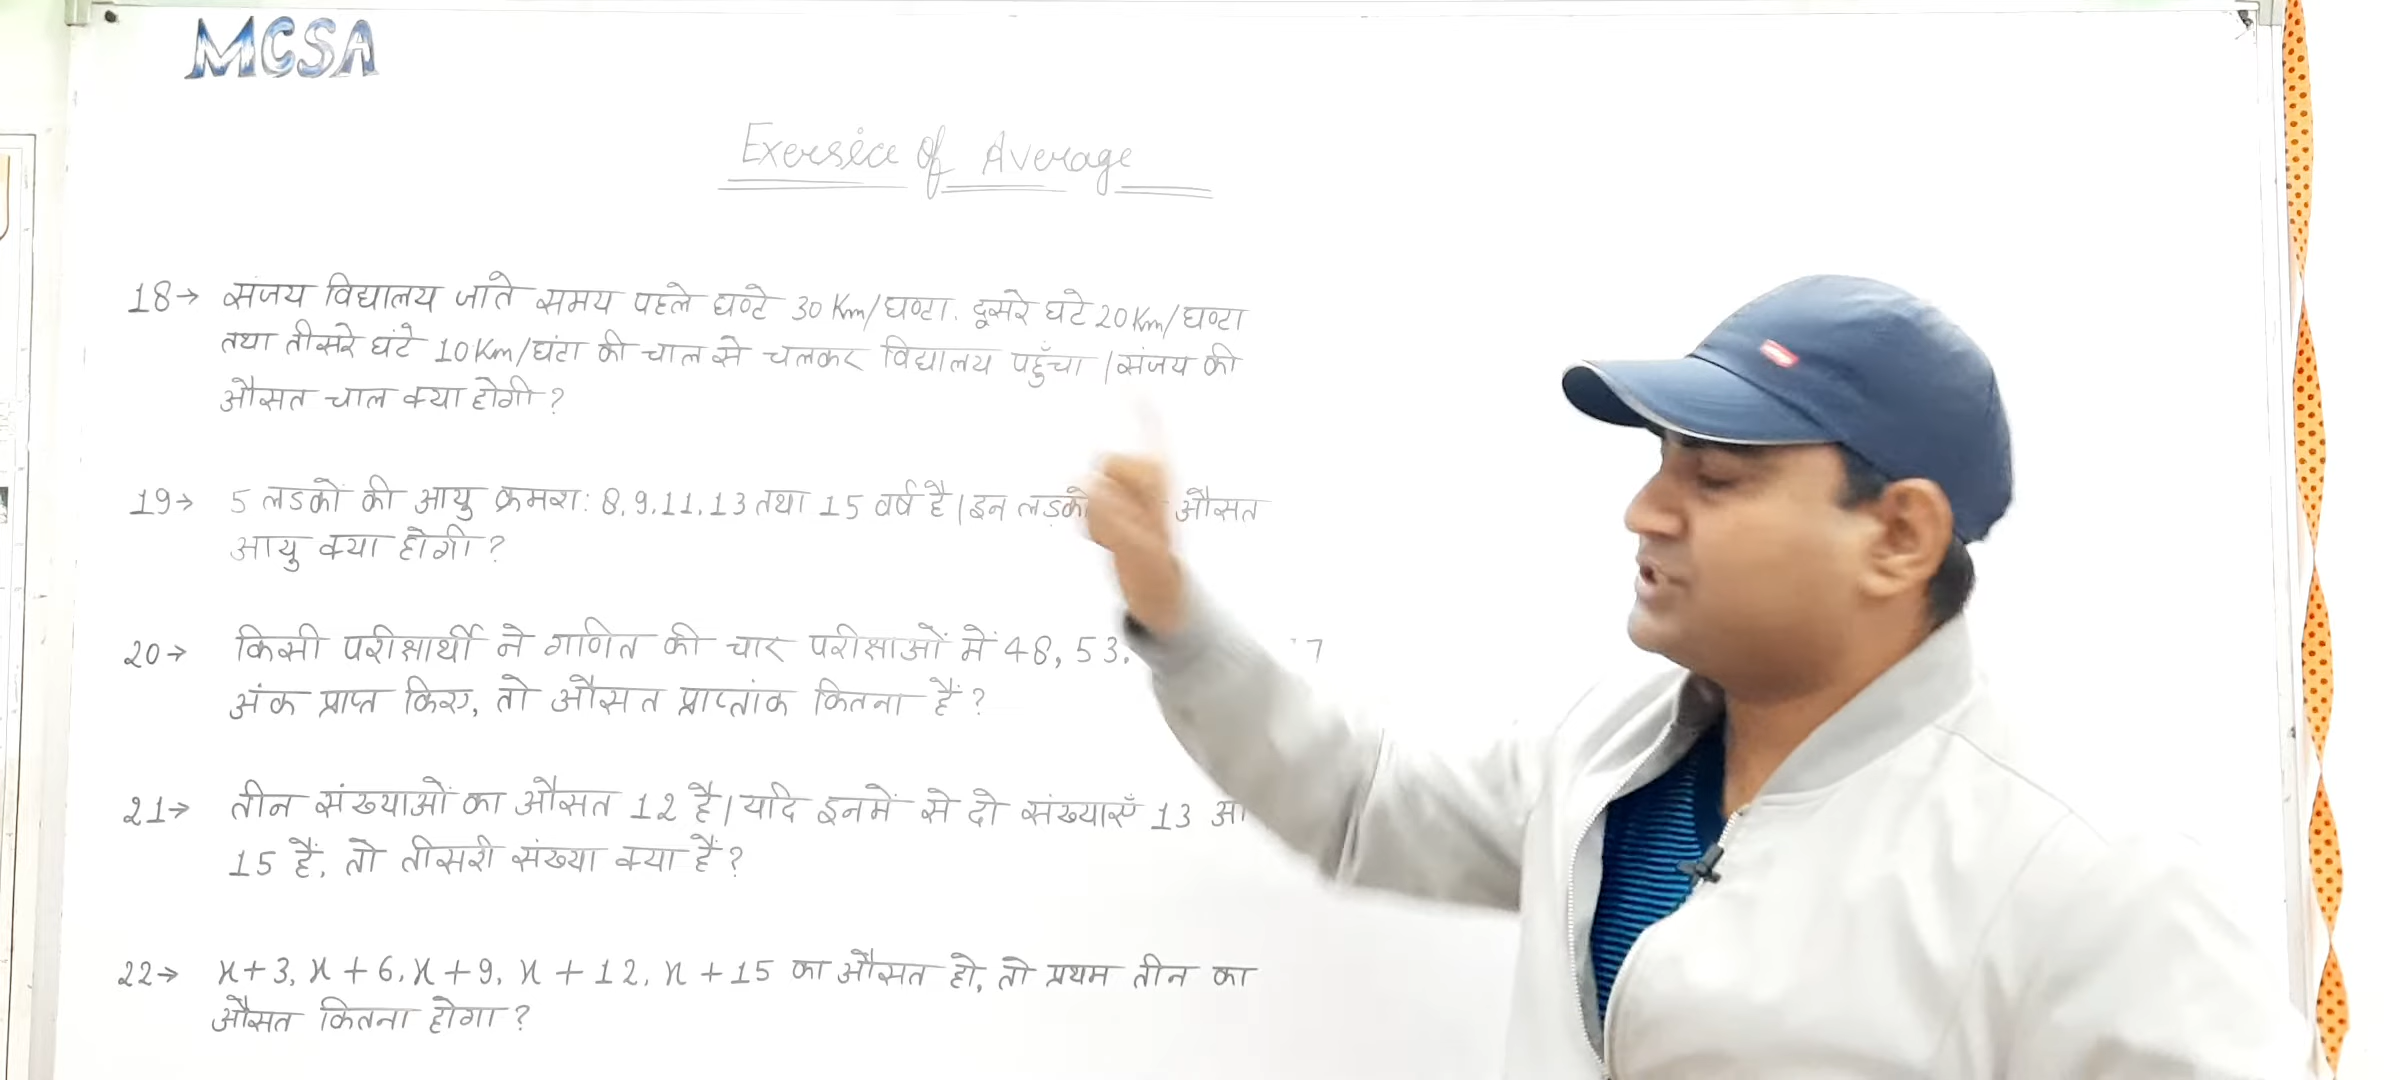 MCSA
Exersice of Average
18→ संजय विद्यालय जाते समय पहले घण्टे 30 Km/घण्टा. दूसरे घंटे 20 Km/घण्टा
तथा तीसरे घंटे 10 Km/घंटा की चाल से चलकर विद्यालय पहुँचा | संजय की
औसत चाल क्या होगी ?
19→ 5 लडकों की आयु क्रमश: 8, 9, 11, 13 तथा 15 वर्ष है | इन लड़को औसत
आयु क्या होगी ?
20→ किसी परीक्षार्थी ने गणित की चार परीक्षाओं में 48, 53, 7
अंक प्राप्त किए, तो औसत प्राप्तांक कितना है ?
21→ तीन संख्याओं का औसत 12 है | यदि इनमें से दो संख्याएँ 13
15 हैं, तो तीसरी संख्या क्या है ?
22→ x+3, x+6, x+9, x+12, x+15 का औसत हो, तो प्रथम तीन का
औसत कितना होगा ?